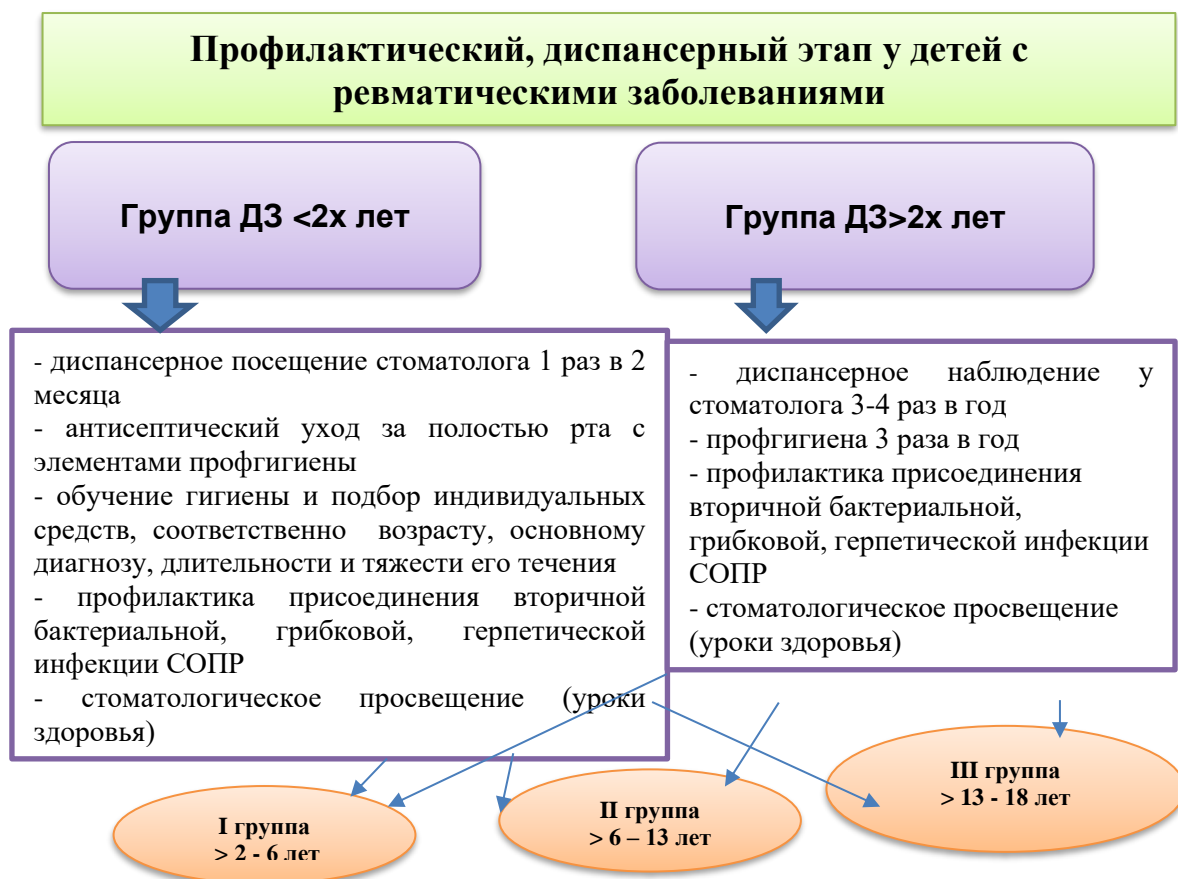 Профилактический, диспансерный этап у детей с
ревматическими заболеваниями
Группа ДЗ <2х лет
Группа ДЗ>2х лет
- диспансерное посещение стоматолога 1 раз в 2
месяца
- антисептический уход за полостью рта с
элементами профгигиены
- обучение гигиены и подбор индивидуальных
средств, соответственно возрасту, основному
диагнозу, длительности и тяжести его течения
- профилактика присоединения вторичной
бактериальной, грибковой, герпетической
инфекции СОПР
- стоматологическое просвещение (уроки
здоровья)
- диспансерное наблюдение у
стоматолога 3-4 раз в год
- профгигиена 3 раза в год
- профилактика присоединения
вторичной бактериальной,
грибковой, герпетической инфекции
СОПР
- стоматологическое просвещение
(уроки здоровья)
I группа
> 2 - 6 лет
II группа
> 6 – 13 лет
III группа
> 13 - 18 лет